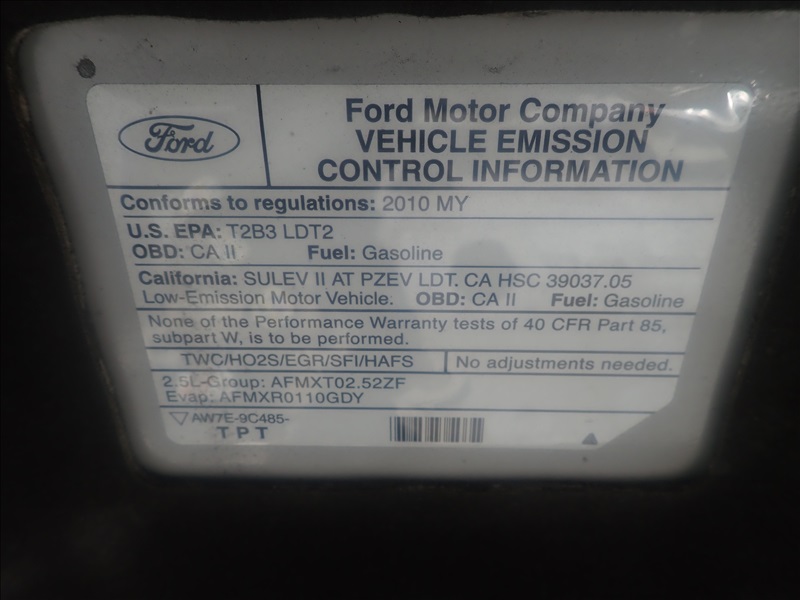 Ford
Ford Motor Company
VEHICLE EMISSION
CONTROL INFORMATION
Conforms to regulations: 2010 MY
U.S. EPA: T2B3 LDT2
OBD: CA II Fuel: Gasoline
California: SULEV II AT PZEV LDT. CA HSC 39037.05
Low-Emission Motor Vehicle. OBD: CA II Fuel: Gasoline
None of the Performance Warranty tests of 40 CFR Part 85,
subpart W, is to be performed.
TWC/HO2S/EGR/SFI/HAFS No adjustments needed.
2.5L-Group: AFMXT02.52ZF
Evap: AFMXR0110GDY
AW7E-9C485-
TPT